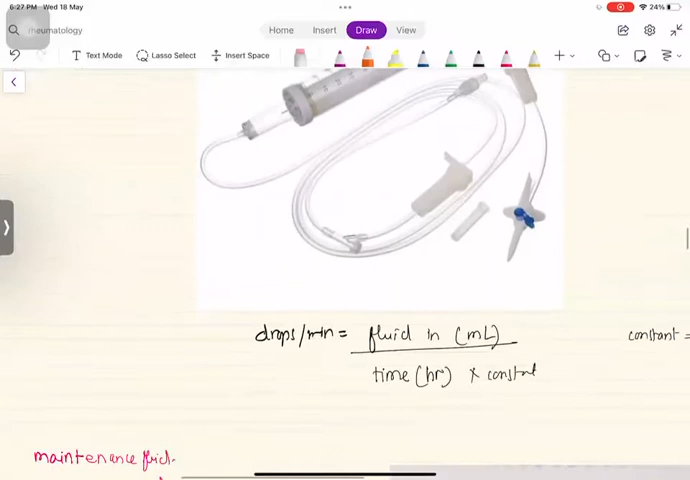 6:27 PM Wed 18 May
24%
rheumatology
Home Insert Draw View
Text Mode Lasso Select Insert Space
drops/min = fluid in (mL)
time (hr) × constant
constant =
maintenance fluid-